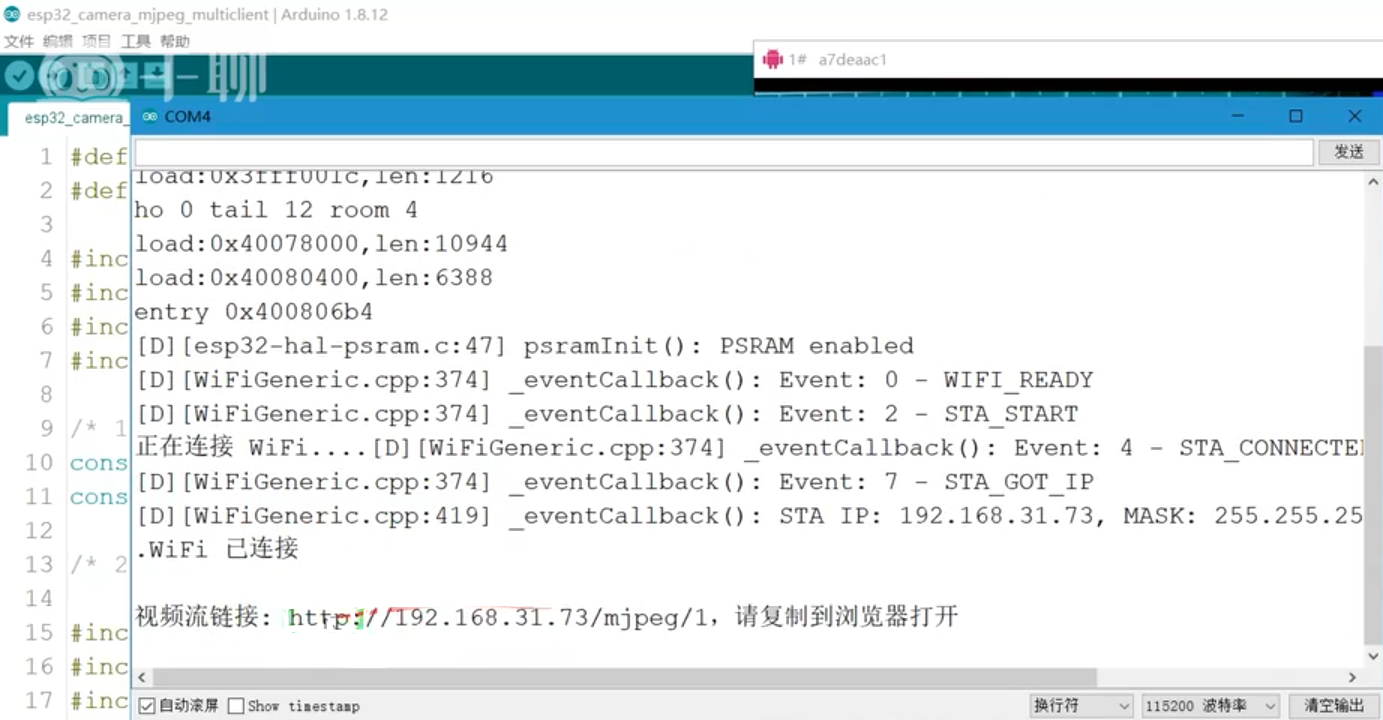 esp32_camera_mjpeg_multiclient | Arduino 1.8.12
文件 编辑 项目 工具 帮助
一聊
1# a7deaac1
esp32_camera_
COM4
发送
1 #def
2 #def
3
4 #inc
5 #inc
6 #inc
7 #inc
8
9 /* 1
10 cons
11 cons
12
13 /* 2
14
15 #inc
16 #inc
17 #inc
load:0x3fff001c,len:1216
ho 0 tail 12 room 4
load:0x40078000,len:10944
load:0x40080400,len:6388
entry 0x400806b4
[D][esp32-hal-psram.c:47] psramInit(): PSRAM enabled
[D][WiFiGeneric.cpp:374] _eventCallback(): Event: 0 - WIFI_READY
[D][WiFiGeneric.cpp:374] _eventCallback(): Event: 2 - STA_START
正在连接 WiFi....[D][WiFiGeneric.cpp:374] _eventCallback(): Event: 4 - STA_CONNECTE
[D][WiFiGeneric.cpp:374] _eventCallback(): Event: 7 - STA_GOT_IP
[D][WiFiGeneric.cpp:419] _eventCallback(): STA IP: 192.168.31.73, MASK: 255.255.25
.WiFi 已连接
视频流链接: http://192.168.31.73/mjpeg/1, 请复制到浏览器打开
自动滚屏 Show timestamp
换行符
115200 波特率
清空输出